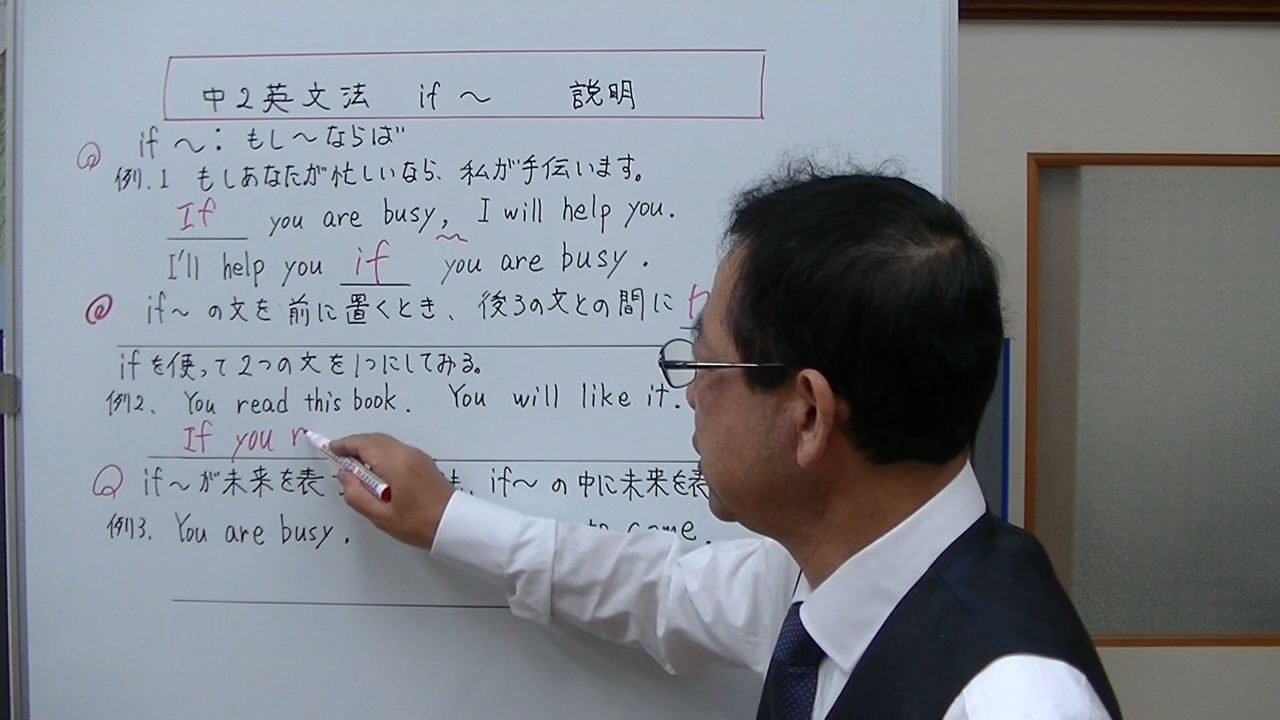 中2英文法 if ～ 説明
if ～: もし～ならば
例.1 もしあなたが忙しいなら、私が手伝います。
If you are busy, I will help you.
I'll help you if you are busy.
if～の文を前に置くとき、後ろの文との間に
ifを使って2つの文を1つにしてみる。
例2. You read this book. You will like it.
If you r
if～が未来を表 if～の中に未来を表
例3. You are busy. to come.